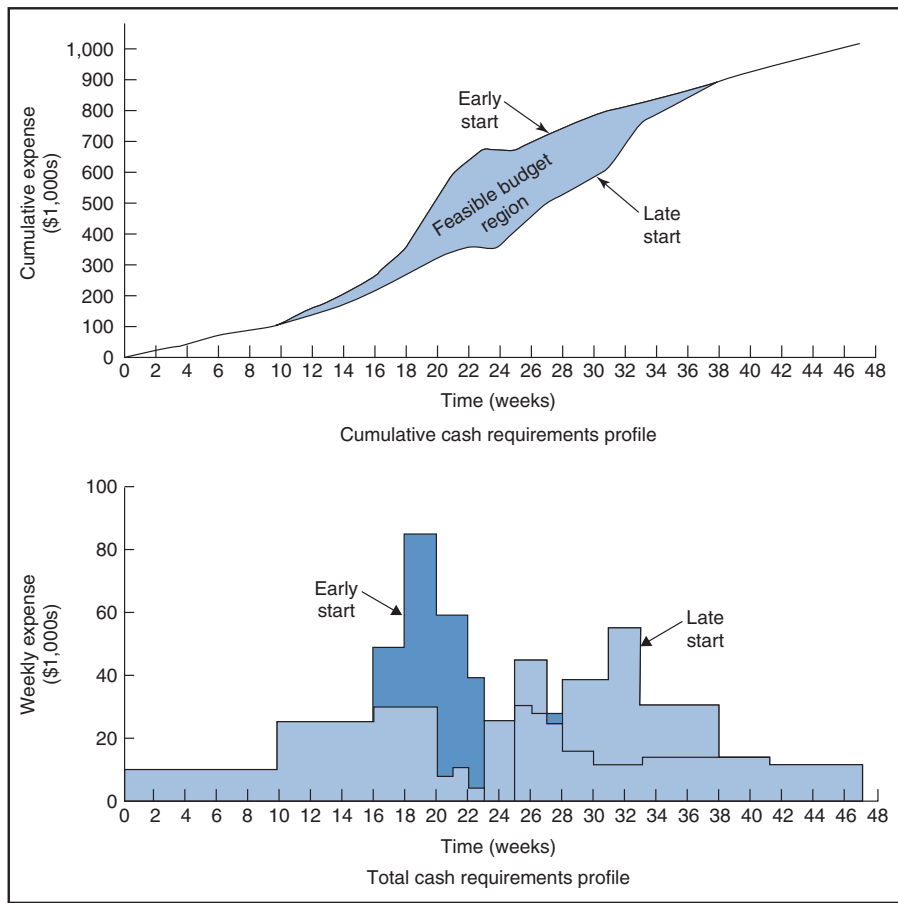 1,000
900
800
700
600
500
400
300
200
100
0
Cumulative expense
($1,000s)
Early
start
Feasible budget
region
Late
start
0 2 4 6 8 10 12 14 16 18 20 22 24 26 28 30 32 34 36 38 40 42 44 46 48
Time (weeks)
Cumulative cash requirements profile
100
80
60
40
20
0
Weekly expense
($1,000s)
Early
start
Late
start
0 2 4 6 8 10 12 14 16 18 20 22 24 26 28 30 32 34 36 38 40 42 44 46 48
Time (weeks)
Total cash requirements profile